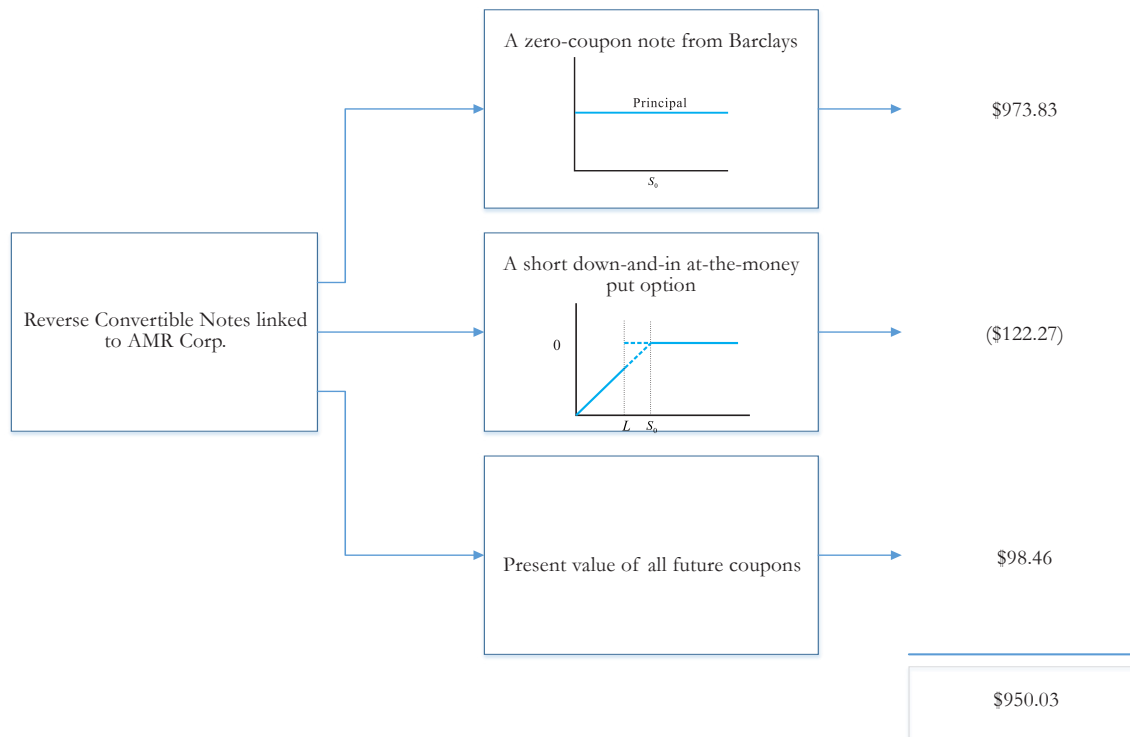 A zero-coupon note from Barclays
Principal
S₀
$973.83
Reverse Convertible Notes linked
to AMR Corp.
A short down-and-in at-the-money
put option
0
L S₀
($122.27)
Present value of all future coupons
$98.46
$950.03